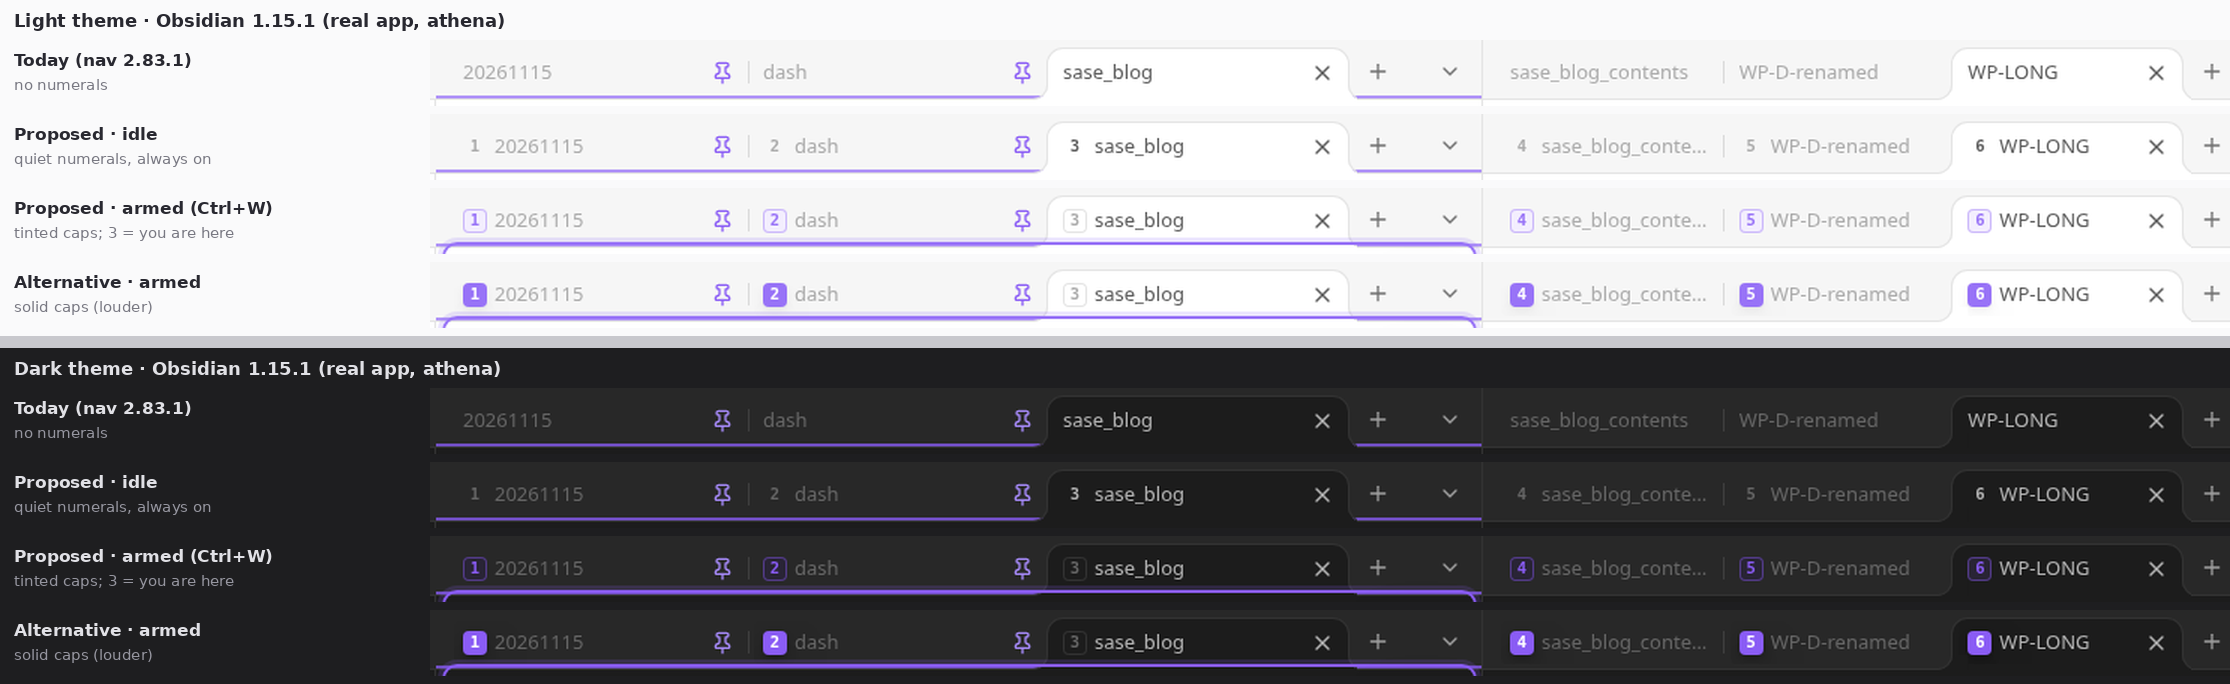 Light theme · Obsidian 1.15.1 (real app, athena)
Today (nav 2.83.1)
no numerals
20261115 dash sase_blog sase_blog_contents WP-D-renamed WP-LONG
Proposed · idle
quiet numerals, always on
1 20261115 2 dash 3 sase_blog 4 sase_blog_conte... 5 WP-D-renamed 6 WP-LONG
Proposed · armed (Ctrl+W)
tinted caps; 3 = you are here
1 20261115 2 dash 3 sase_blog 4 sase_blog_conte... 5 WP-D-renamed 6 WP-LONG
Alternative · armed
solid caps (louder)
1 20261115 2 dash 3 sase_blog 4 sase_blog_conte... 5 WP-D-renamed 6 WP-LONG
Dark theme · Obsidian 1.15.1 (real app, athena)
Today (nav 2.83.1)
no numerals
20261115 dash sase_blog sase_blog_contents WP-D-renamed WP-LONG
Proposed · idle
quiet numerals, always on
1 20261115 2 dash 3 sase_blog 4 sase_blog_conte... 5 WP-D-renamed 6 WP-LONG
Proposed · armed (Ctrl+W)
tinted caps; 3 = you are here
1 20261115 2 dash 3 sase_blog 4 sase_blog_conte... 5 WP-D-renamed 6 WP-LONG
Alternative · armed
solid caps (louder)
1 20261115 2 dash 3 sase_blog 4 sase_blog_conte... 5 WP-D-renamed 6 WP-LONG